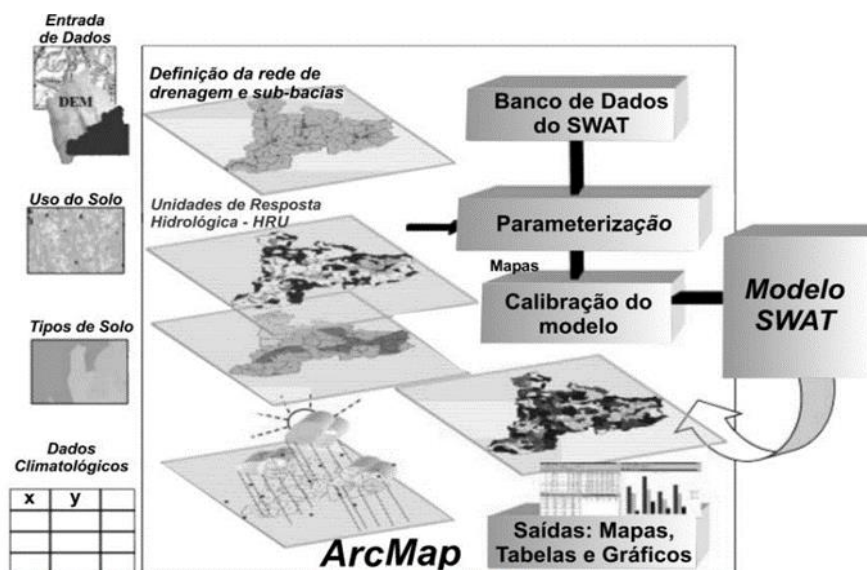 Entrada
de Dados
DEM
Uso do Solo
Tipos de Solo
Dados
Climatológicos
x y
Definição da rede de
drenagem e sub-bacias
Unidades de Resposta
Hidrológica - HRU
Banco de Dados
do SWAT
Parameterização
Mapas
Calibração do
modelo
Modelo
SWAT
Saídas: Mapas,
Tabelas e Gráficos
ArcMap